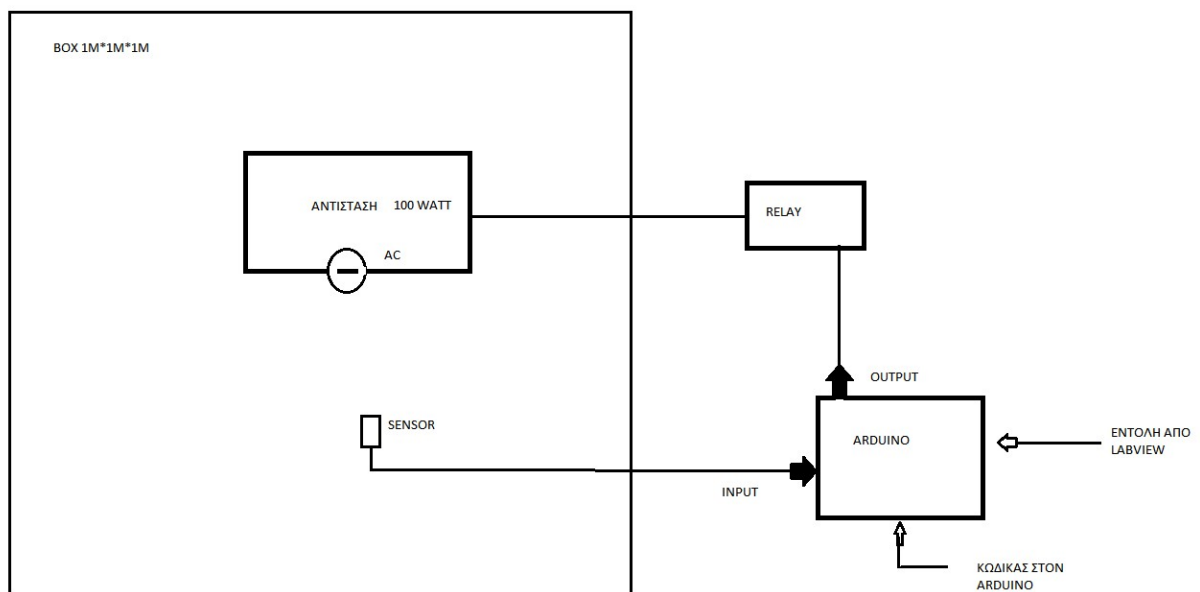 BOX 1M*1M*1M
ΑΝΤΙΣΤΑΣΗ 100 WATT
RELAY
AC
OUTPUT
SENSOR
ARDUINO
ΕΝΤΟΛΗ ΑΠΟ
LABVIEW
INPUT
ΚΩΔΙΚΑΣ ΣΤΟΝ
ARDUINO